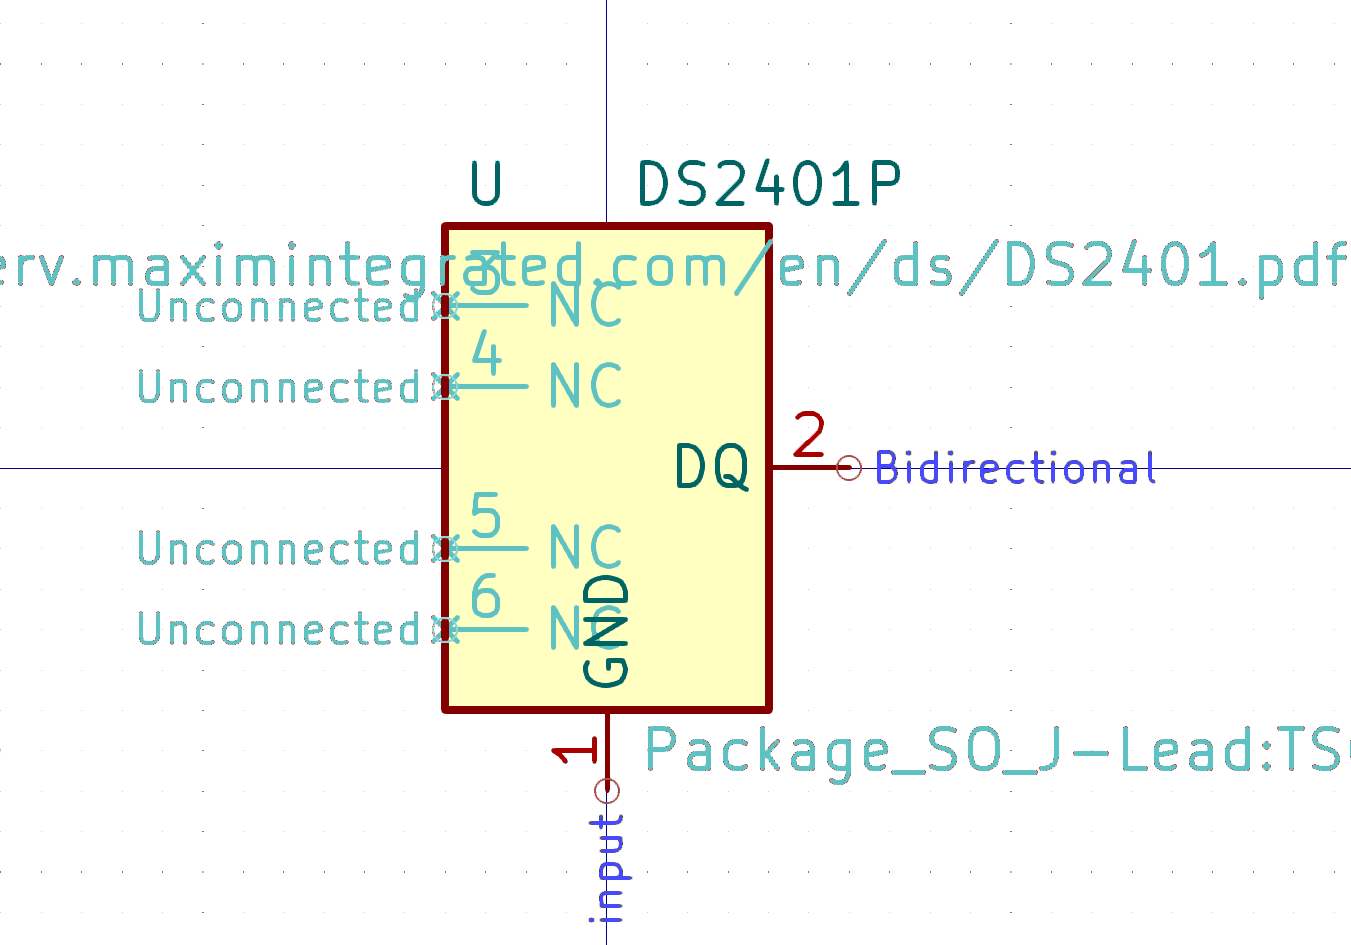 U DS2401P
erv.maximintegrated.com/en/ds/DS2401.pdf
3
Unconnected NC
4
Unconnected NC
2
DQ Bidirectional
5
Unconnected NC
6
Unconnected NC
GND
1
Package_SO_J-Lead:TS
input